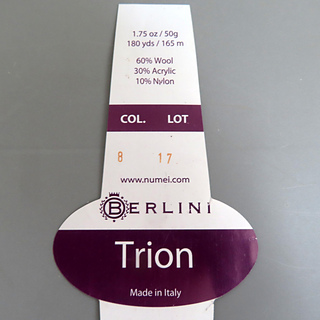 1.75 oz / 50g
180 yds / 165 m
60% Wool
30% Acrylic
10% Nylon
COL. LOT
8 17
www.numei.com
BERLINI
Trion
Made in Italy